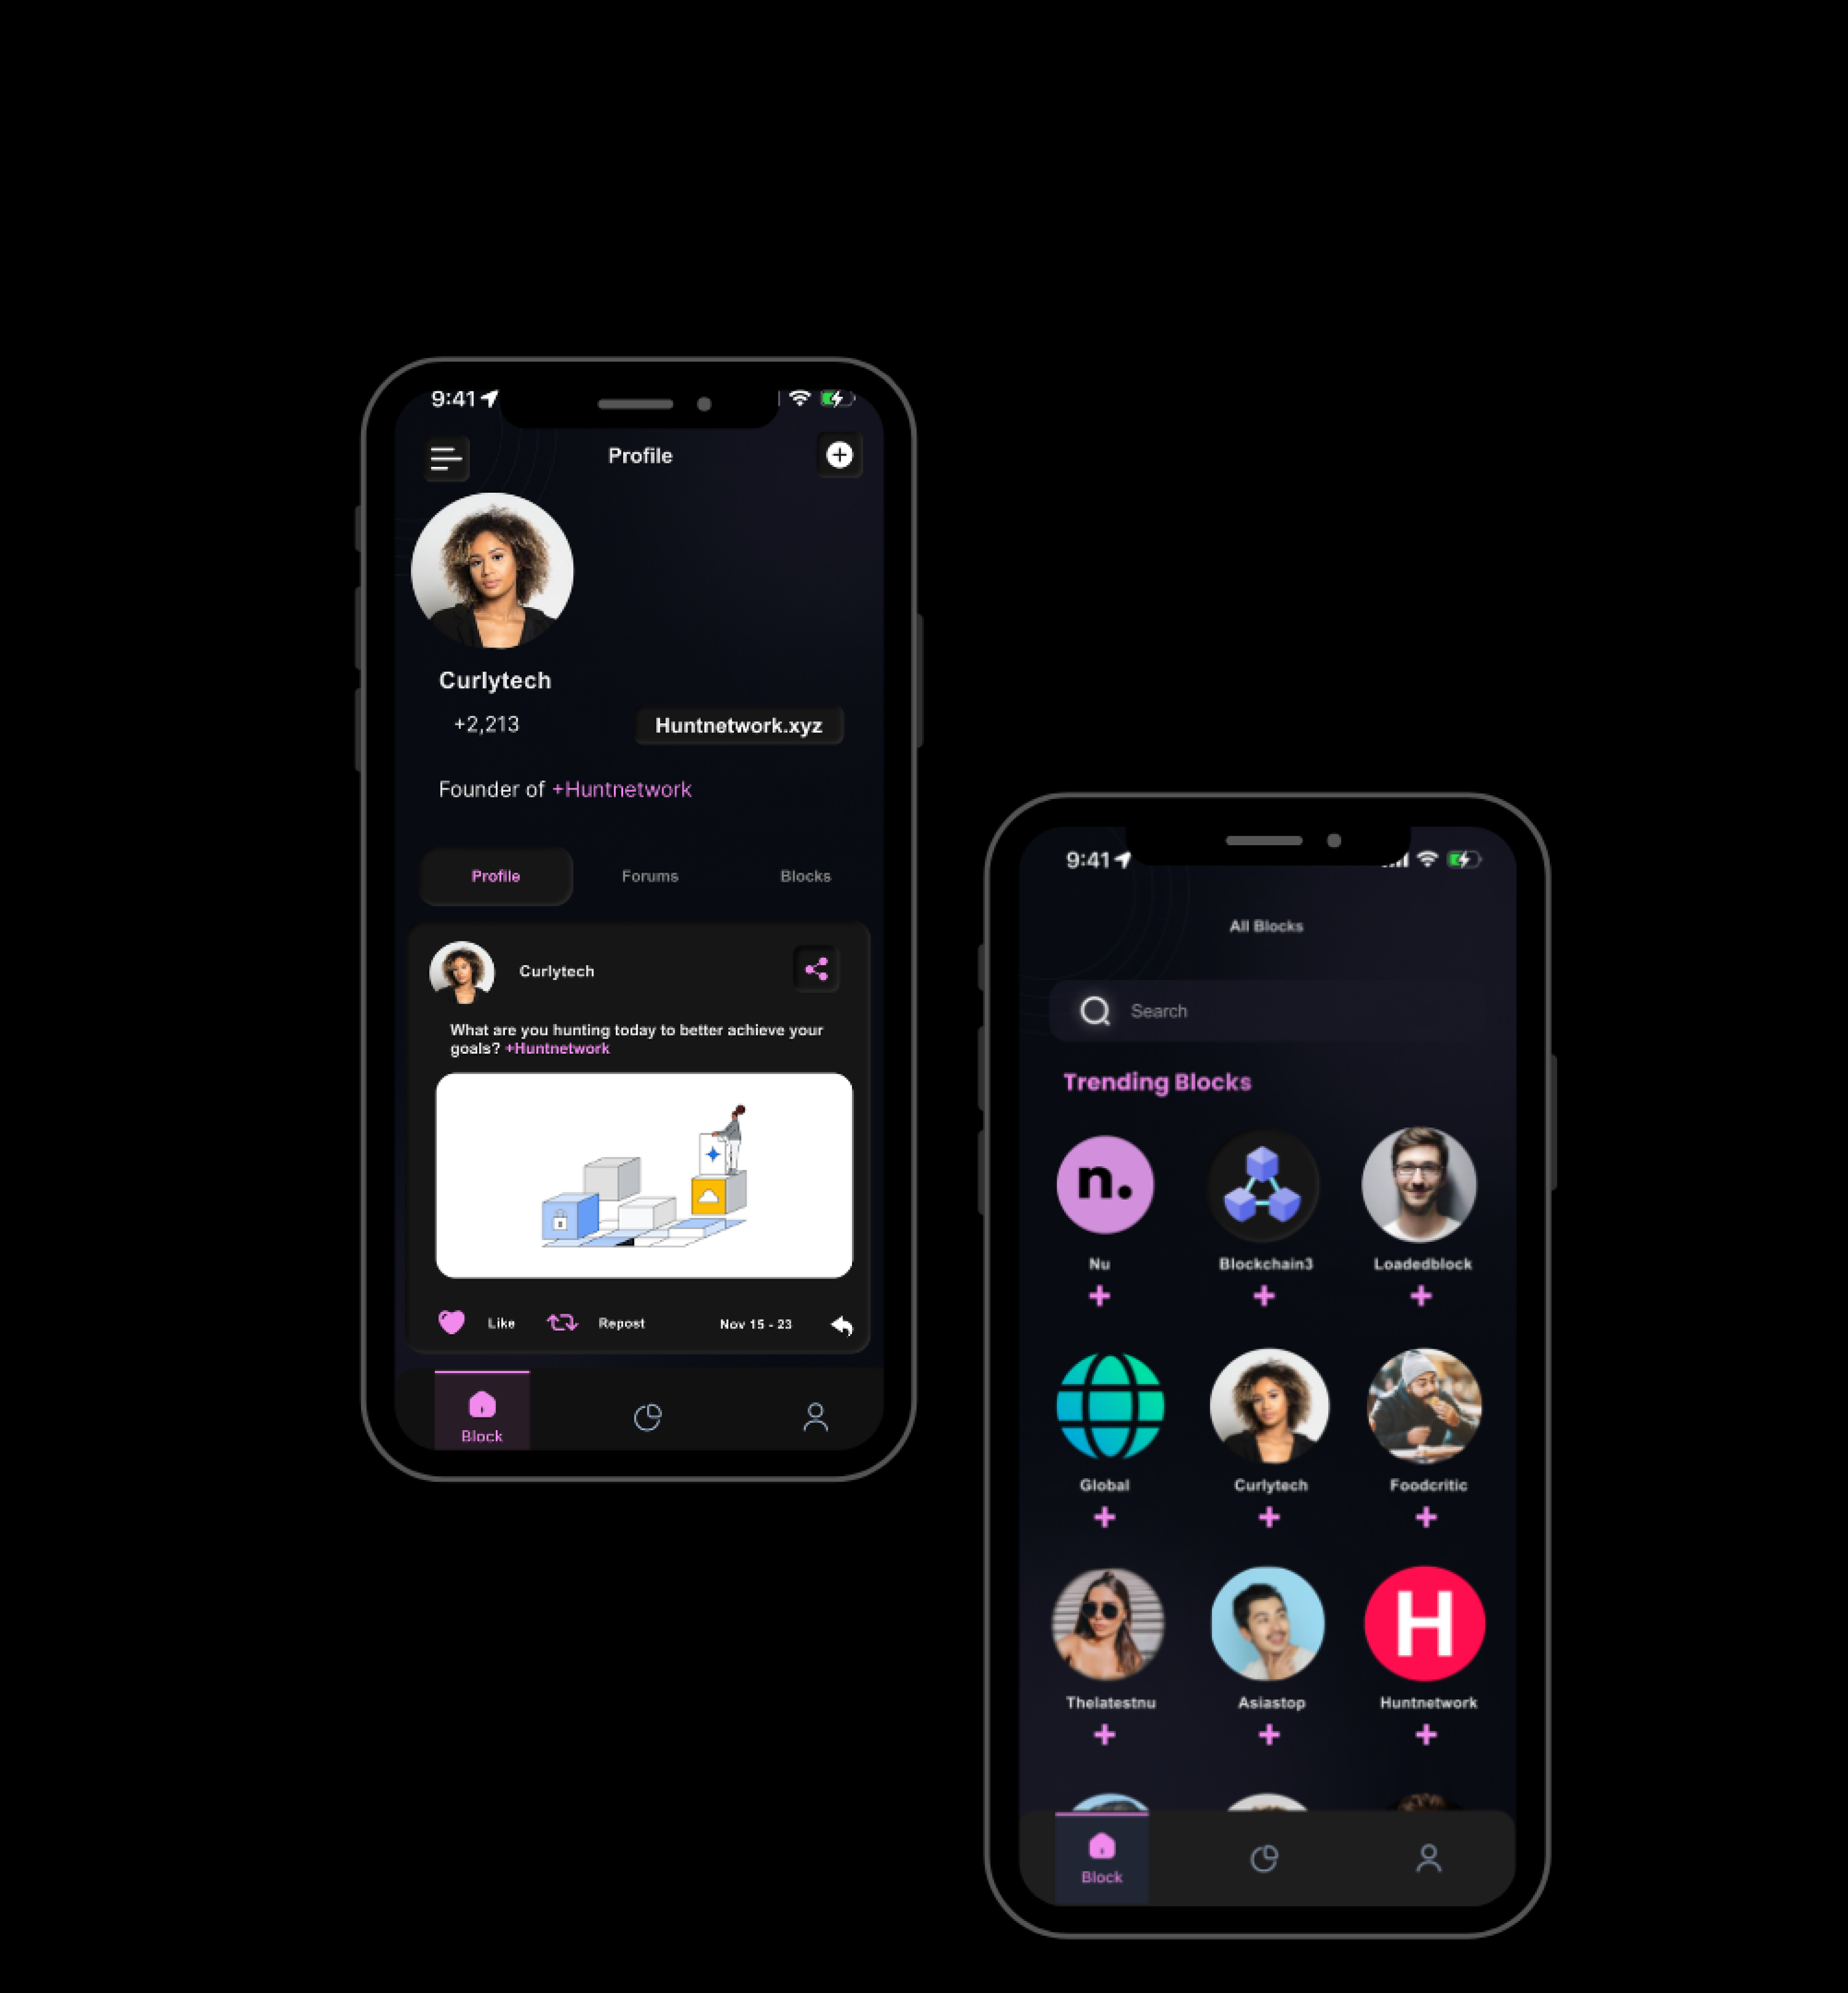 9:41
Profile
Curlytech
+2,213
Huntnetwork.xyz
Founder of +Huntnetwork
Profile
Forums
Blocks
Curlytech
What are you hunting today to better achieve your
goals? +Huntnetwork
Like
Repost
Nov 15 - 23
Block
9:41
All Blocks
Search
Trending Blocks
n.
Nu
Blockchain3
Loadedblock
Global
Curlytech
Foodcritic
H
Thelatestnu
Asiastop
Huntnetwork
Block